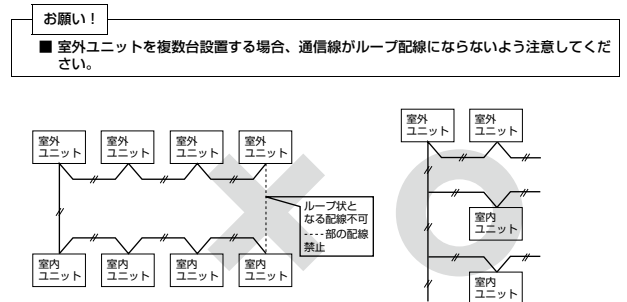 お願い！
■ 室外ユニットを複数台設置する場合、通信線がループ配線にならないよう注意してくだ
さい。
室外
ユニット
室外
ユニット
室外
ユニット
室外
ユニット
ループ状と
なる配線不可
----部の配線
禁止
室内
ユニット
室内
ユニット
室内
ユニット
室内
ユニット
室外
ユニット
室外
ユニット
室内
ユニット
室内
ユニット